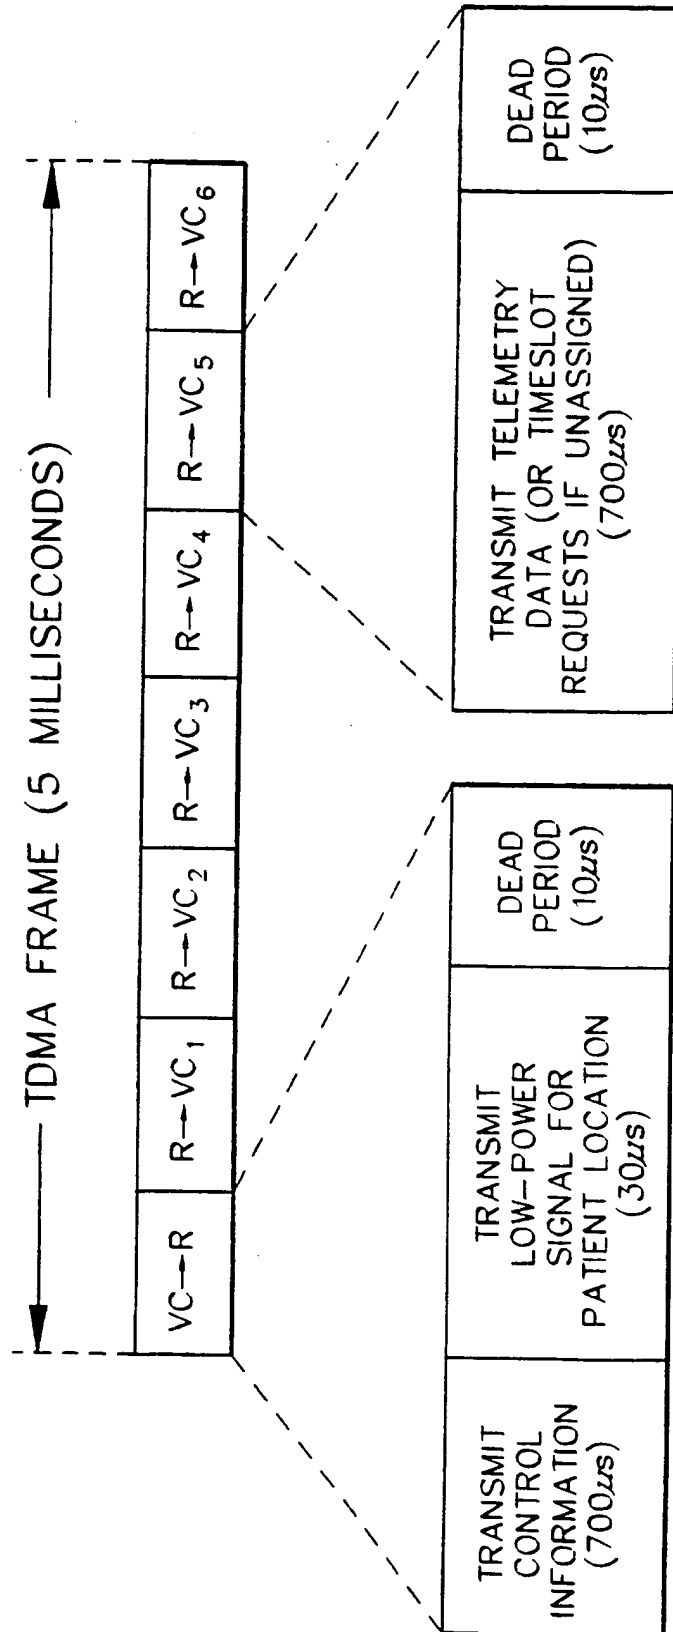 TDMA FRAME (5 MILLISECONDS)
VC→R
R→VC₁
R→VC₂
R→VC₃
R→VC₄
R→VC₅
R→VC₆
TRANSMIT
CONTROL
INFORMATION
(700µs)
TRANSMIT
LOW-POWER
SIGNAL FOR
PATIENT LOCATION
(30µs)
DEAD
PERIOD
(10µs)
TRANSMIT TELEMETRY
DATA (OR TIMESLOT
REQUESTS IF UNASSIGNED)
(700µs)
DEAD
PERIOD
(10µs)